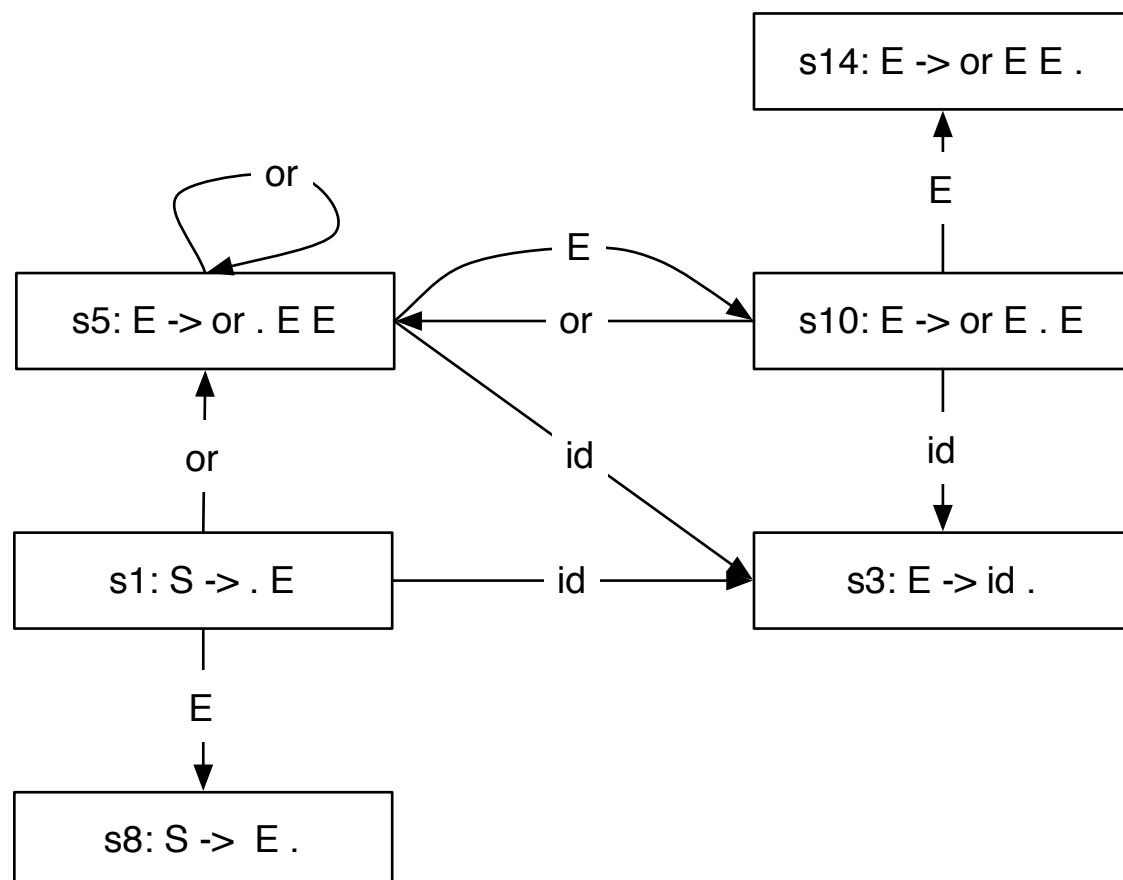 s14: E -> or E E .
or
E
E
s5: E -> or . E E
or
s10: E -> or E . E
or
id
id
s1: S -> . E
id
s3: E -> id .
E
s8: S -> E .